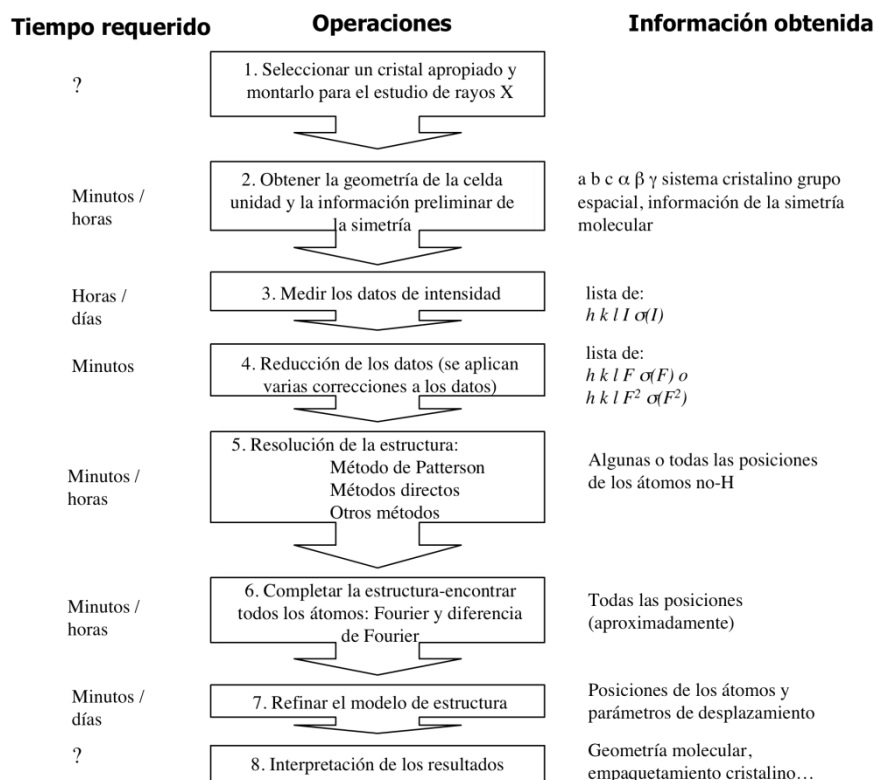 Tiempo requerido
Operaciones
Información obtenida
?
1. Seleccionar un cristal apropiado y
montarlo para el estudio de rayos X
Minutos /
horas
2. Obtener la geometría de la celda
unidad y la información preliminar de
la simetría
a b c α β γ sistema cristalino grupo
espacial, información de la simetría
molecular
Horas /
días
3. Medir los datos de intensidad
lista de:
h k l I σ(I)
Minutos
4. Reducción de los datos (se aplican
varias correcciones a los datos)
lista de:
h k l F σ(F) o
h k l F² σ(F²)
Minutos /
horas
5. Resolución de la estructura:
Método de Patterson
Métodos directos
Otros métodos
Algunas o todas las posiciones
de los átomos no-H
Minutos /
horas
6. Completar la estructura-encontrar
todos los átomos: Fourier y diferencia
de Fourier
Todas las posiciones
(aproximadamente)
Minutos /
días
7. Refinar el modelo de estructura
Posiciones de los átomos y
parámetros de desplazamiento
?
8. Interpretación de los resultados
Geometría molecular,
empaquetamiento cristalino…